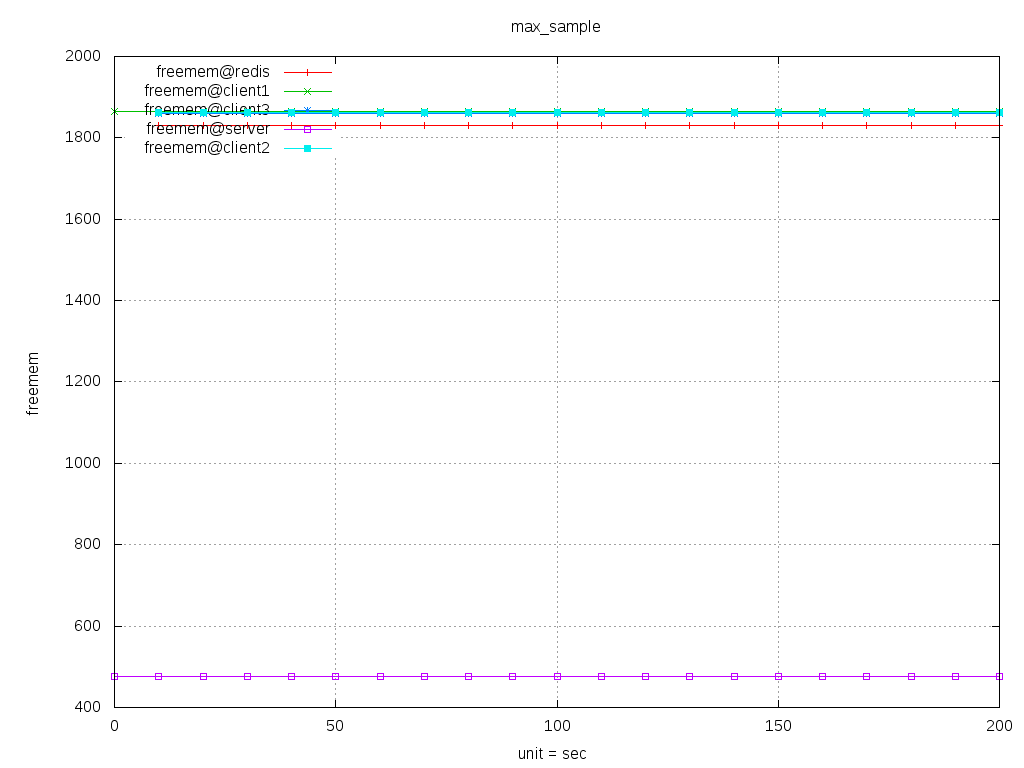 max_sample
2000
1800
1600
1400
1200
1000
800
600
400
freemem
freemem@redis
freemem@client1
freemem@client3
freemem@server
freemem@client2
0 50 100 150 200
unit = sec